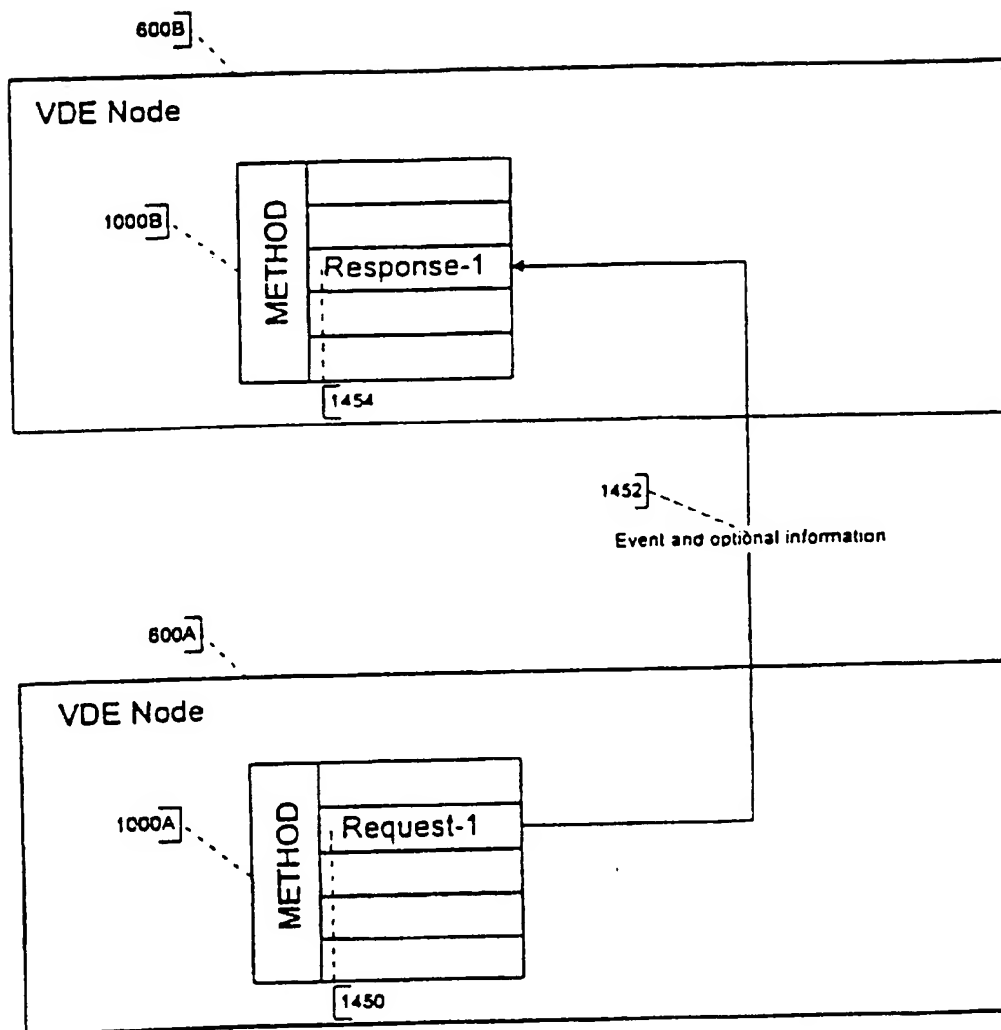 600B
VDE Node
1000B
METHOD
Response-1
1454
1452
Event and optional information
600A
VDE Node
1000A
METHOD
Request-1
1450